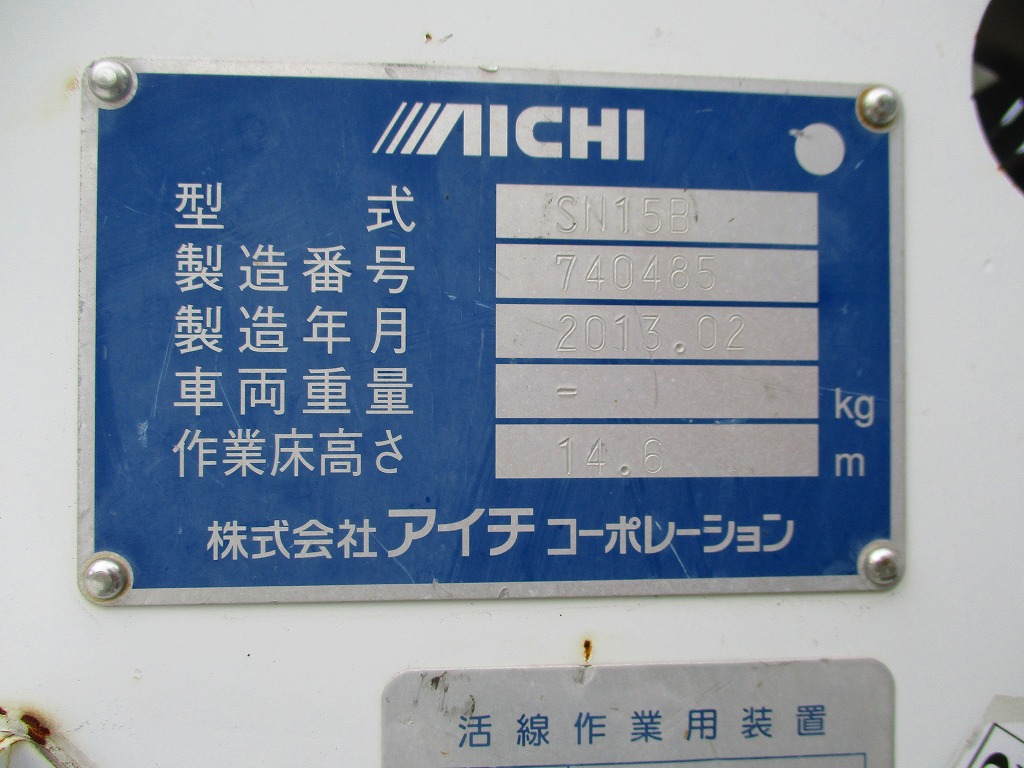 AICHI
型式 SN15B
製造番号 740485
製造年月 2013.02
車両重量 - kg
作業床高さ 14.6 m
株式会社アイチコーポレーション
活線作業用装置